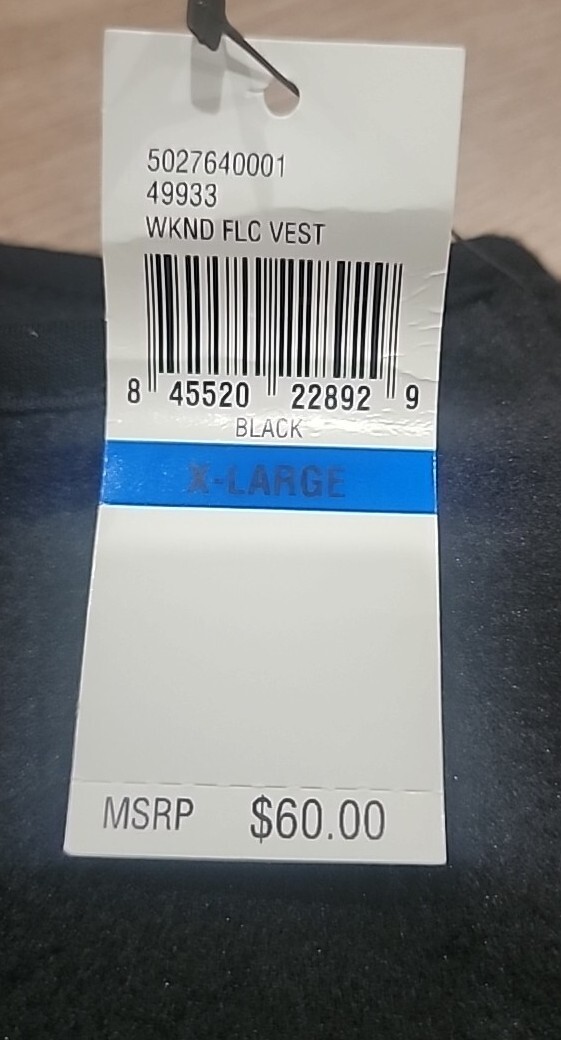 5027640001
49933
WKND FLC VEST
8 45520 22892 9
BLACK
X-LARGE
MSRP $60.00